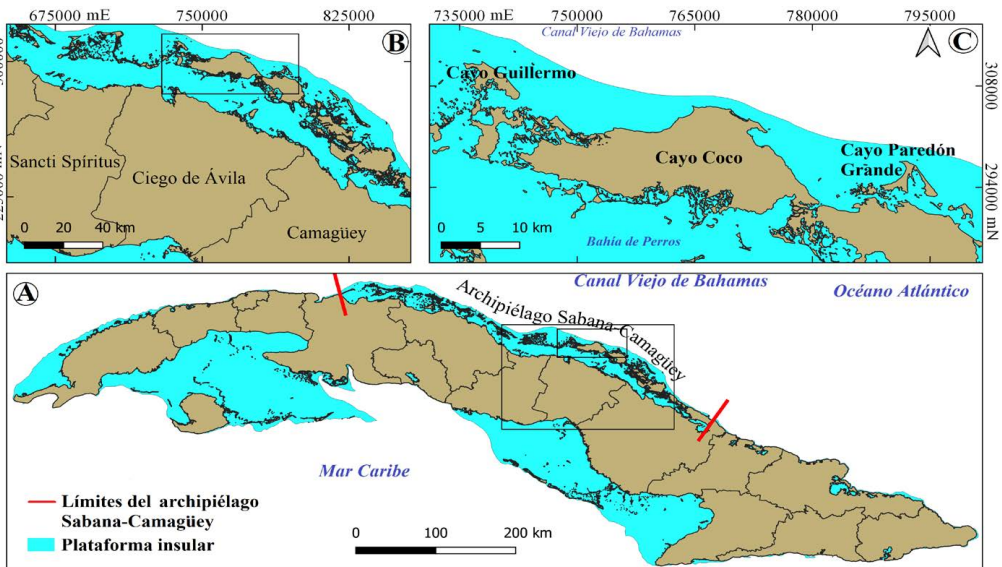 675000 mE
750000
825000
B
Sancti Spíritus
Ciego de Ávila
Camagüey
0 20 40 km
735000 mE
750000
765000
780000
795000
Canal Viejo de Bahamas
C
Cayo Guillermo
308000
Cayo Coco
Cayo Paredón
Grande
294000 mN
0 5 10 km
Bahía de Perros
A
Canal Viejo de Bahamas
Océano Atlántico
Archipiélago Sabana-Camagüey
Mar Caribe
Límites del archipiélago
Sabana-Camagüey
Plataforma insular
0 100 200 km